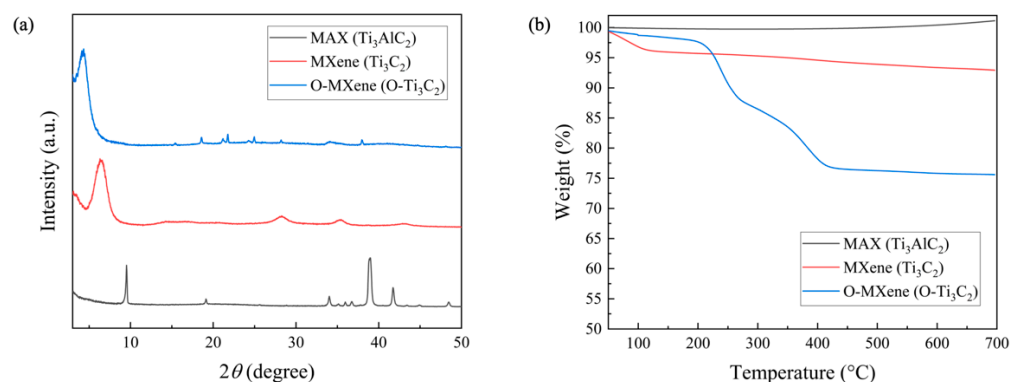 (a)
MAX (Ti₃AlC₂)
MXene (Ti₃C₂)
O-MXene (O-Ti₃C₂)
Intensity (a.u.)
10 20 30 40 50
2θ (degree)
(b)
100
95
90
85
80
75
70
65
60
55
50
Weight (%)
MAX (Ti₃AlC₂)
MXene (Ti₃C₂)
O-MXene (O-Ti₃C₂)
100 200 300 400 500 600 700
Temperature (°C)